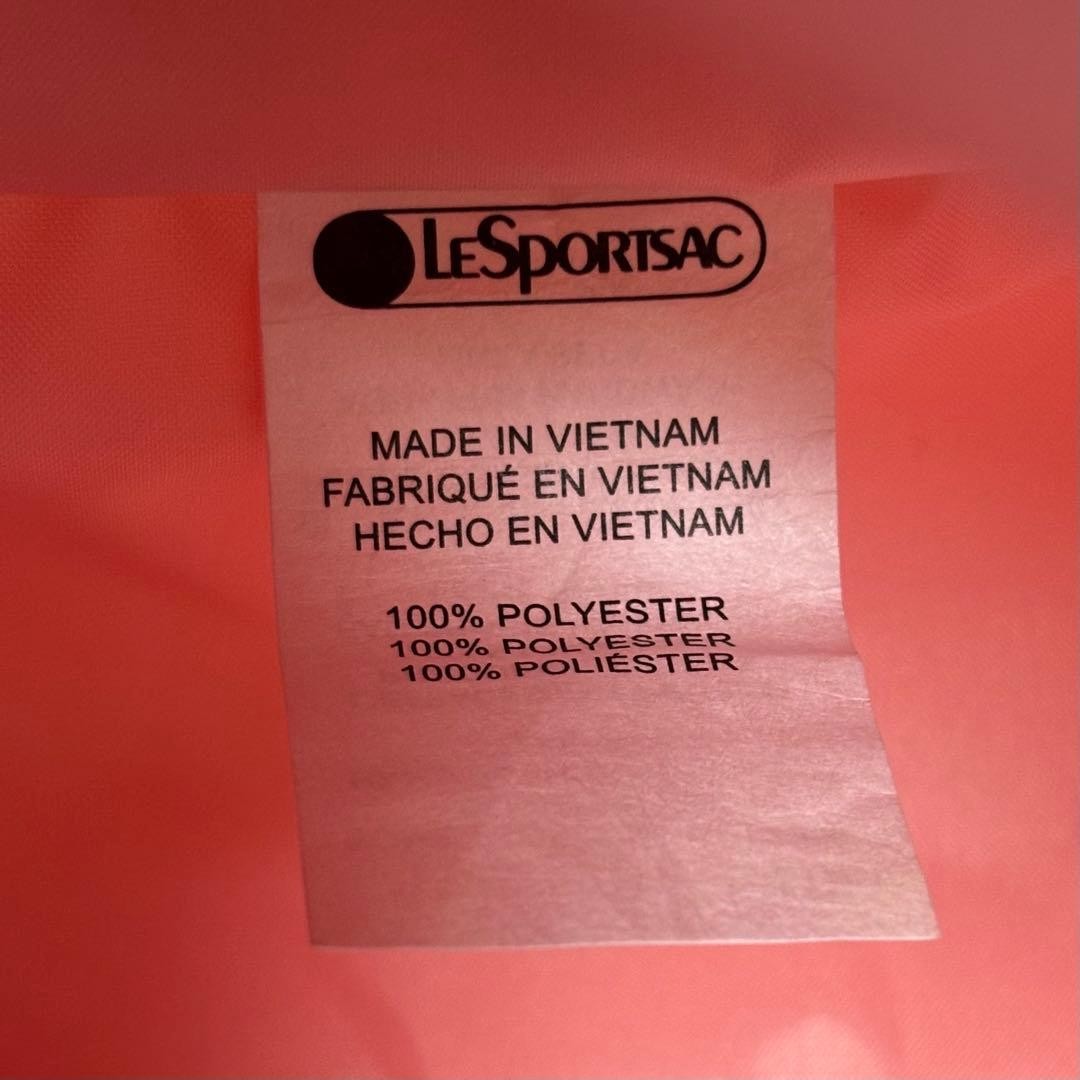 LeSportsac
MADE IN VIETNAM
FABRIQUÉ EN VIETNAM
HECHO EN VIETNAM
100% POLYESTER
100% POLYESTER
100% POLIÉSTER